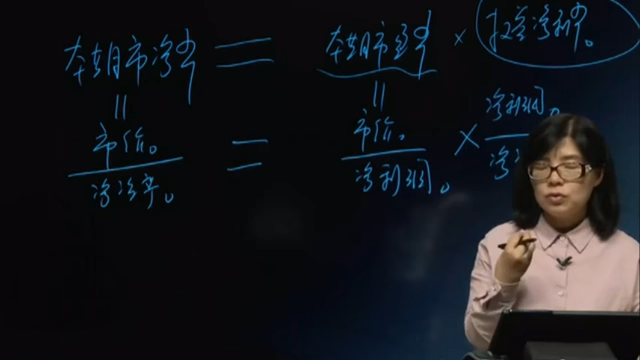 本期市净率 = 本期市盈率 × 权益净利率。
॥ ॥
市价。 = 市价。 × 净利润。
净资产。 净利润。 净